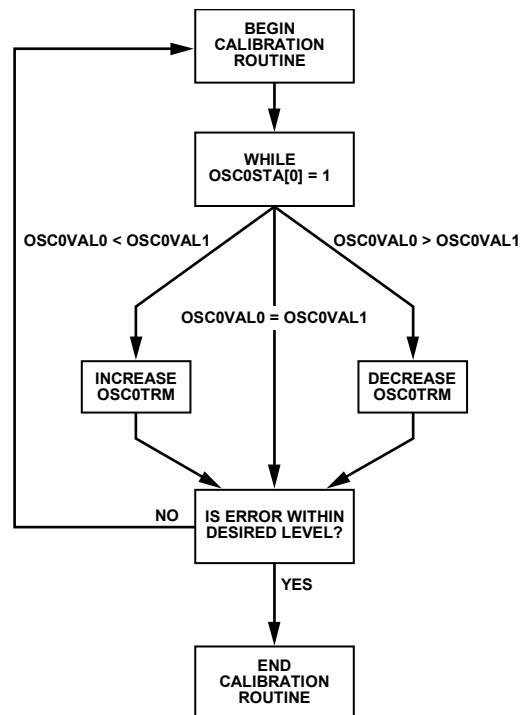 BEGIN
CALIBRATION
ROUTINE
WHILE
OSC0STA[0] = 1
OSC0VAL0 < OSC0VAL1
OSC0VAL0 > OSC0VAL1
OSC0VAL0 = OSC0VAL1
INCREASE
OSC0TRM
DECREASE
OSC0TRM
NO
IS ERROR WITHIN
DESIRED LEVEL?
YES
END
CALIBRATION
ROUTINE